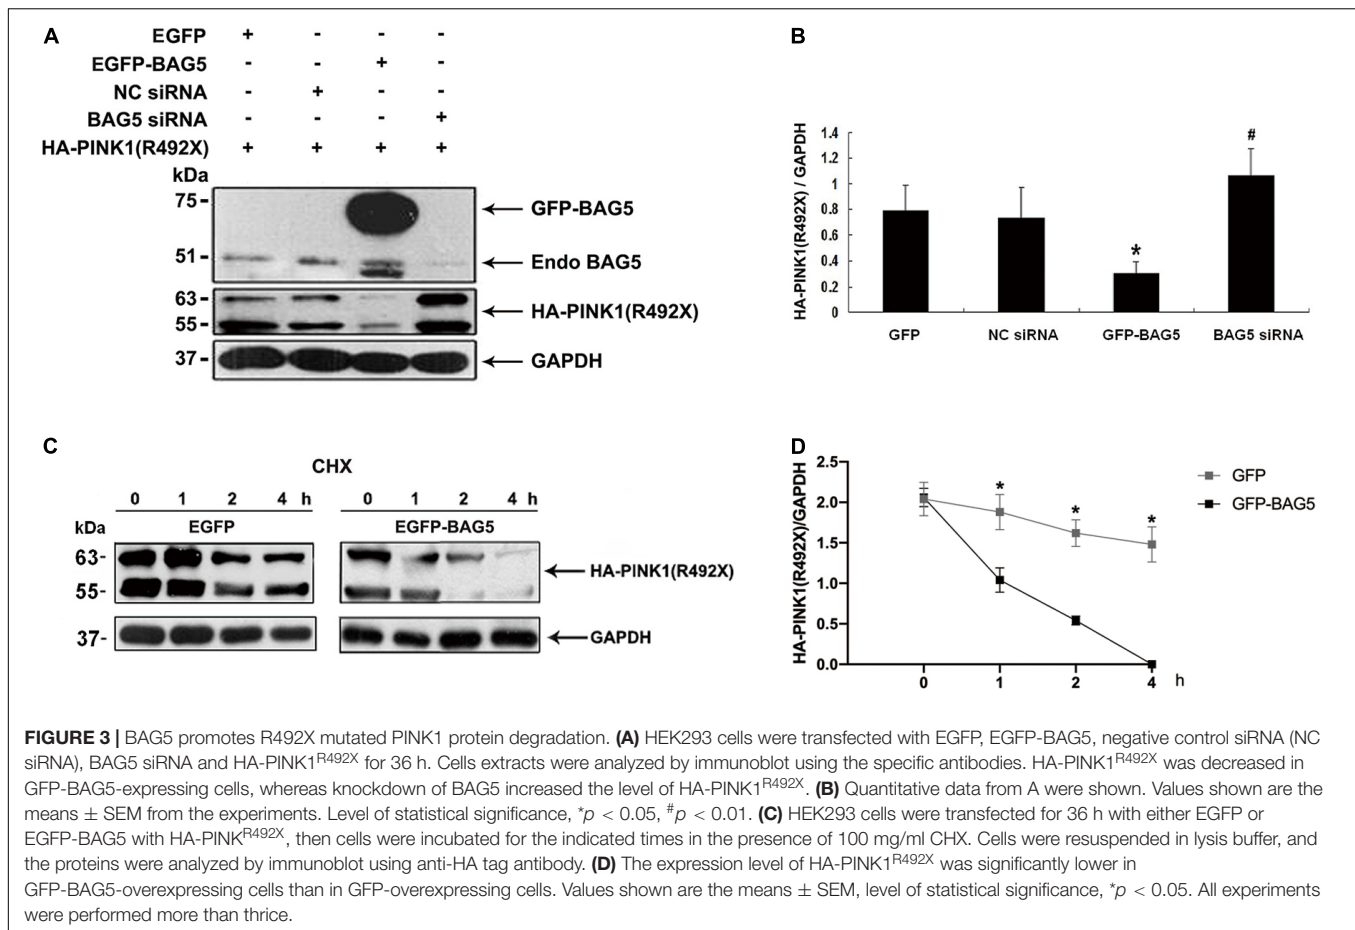 A
EGFP + - - -
EGFP-BAG5 - - + -
NC siRNA - + - -
BAG5 siRNA - - - +
HA-PINK1(R492X) + + + +
kDa
75-
GFP-BAG5
51-
Endo BAG5
63-
HA-PINK1(R492X)
55-
37-
GAPDH
B
HA-PINK1(R492X) / GAPDH
1.4
1.2
1
0.8
0.6
0.4
0.2
0
*
#
GFP NC siRNA GFP-BAG5 BAG5 siRNA
C
CHX
0 1 2 4 h 0 1 2 4 h
kDa EGFP EGFP-BAG5
63-
HA-PINK1(R492X)
55-
37-
GAPDH
D
HA-PINK1(R492X)/GAPDH
2.5
2.0
1.5
1.0
0.5
0.0
* * *
0 1 2 4 h
GFP
GFP-BAG5
FIGURE 3 | BAG5 promotes R492X mutated PINK1 protein degradation. (A) HEK293 cells were transfected with EGFP, EGFP-BAG5, negative control siRNA (NC
siRNA), BAG5 siRNA and HA-PINK1R492X for 36 h. Cells extracts were analyzed by immunoblot using the specific antibodies. HA-PINK1R492X was decreased in
GFP-BAG5-expressing cells, whereas knockdown of BAG5 increased the level of HA-PINK1R492X. (B) Quantitative data from A were shown. Values shown are the
means ± SEM from the experiments. Level of statistical significance, *p < 0.05, #p < 0.01. (C) HEK293 cells were transfected for 36 h with either EGFP or
EGFP-BAG5 with HA-PINKR492X, then cells were incubated for the indicated times in the presence of 100 mg/ml CHX. Cells were resuspended in lysis buffer, and
the proteins were analyzed by immunoblot using anti-HA tag antibody. (D) The expression level of HA-PINK1R492X was significantly lower in
GFP-BAG5-overexpressing cells than in GFP-overexpressing cells. Values shown are the means ± SEM, level of statistical significance, *p < 0.05. All experiments
were performed more than thrice.